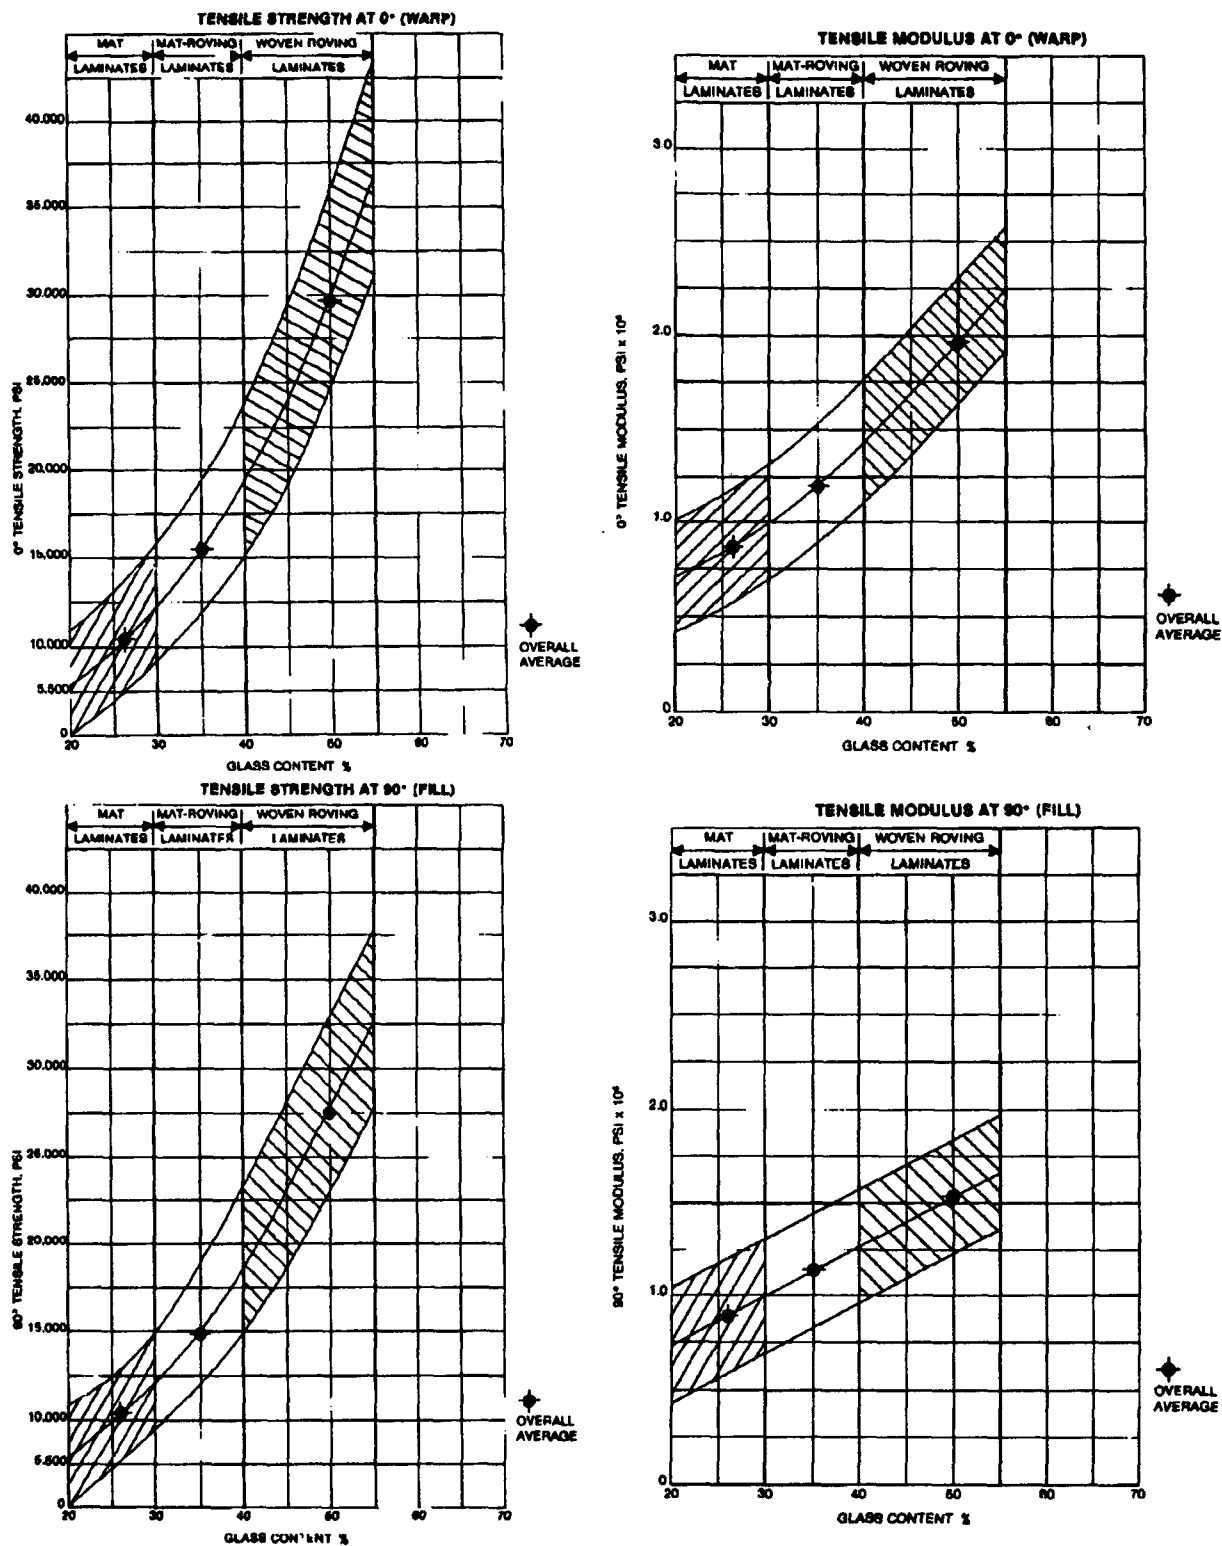 TENSILE STRENGTH AT 0° (WARP)
MAT MAT-ROVING WOVEN ROVING
LAMINATES LAMINATES LAMINATES
40.000
35.000
30.000
25,000
20.000
15,000
10.000
5.500
0
20 30 40 50 60 70
0° TENSILE STRENGTH, PSI
GLASS CONTENT %
OVERALL
AVERAGE
TENSILE MODULUS AT 0° (WARP)
MAT MAT-ROVING WOVEN ROVING
LAMINATES LAMINATES LAMINATES
3.0
2.0
1.0
0
20 30 40 50 60 70
0° TENSILE MODULUS, PSI x 10⁶
GLASS CONTENT %
OVERALL
AVERAGE
TENSILE STRENGTH AT 90° (FILL)
MAT MAT-ROVING WOVEN ROVING
LAMINATES LAMINATES LAMINATES
40,000
35.000
30.000
25.000
20.000
15.000
10.000
5.500
0
20 30 40 50 60 70
90° TENSILE STRENGTH, PSI
GLASS CONTENT %
OVERALL
AVERAGE
TENSILE MODULUS AT 90° (FILL)
MAT MAT-ROVING WOVEN ROVING
LAMINATES LAMINATES LAMINATES
3.0
2.0
1.0
0
20 30 40 50 60 70
90° TENSILE MODULUS, PSI x 10⁶
GLASS CONTENT %
OVERALL
AVERAGE